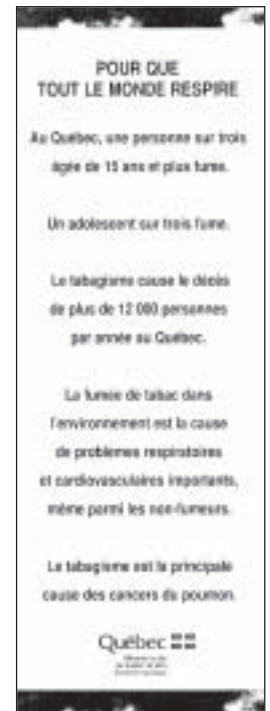 POUR QUE
TOUT LE MONDE RESPIRE
Au Québec, une personne sur trois
âgée de 15 ans et plus fume.
Un adolescent sur trois fume.
Le tabagisme cause le décès
de plus de 12 000 personnes
par année au Québec.
La fumée de tabac dans
l'environnement est la cause
de problèmes respiratoires
et cardiovasculaires importants,
même parmi les non-fumeurs.
Le tabagisme est la principale
cause des cancers du poumon.
Québec